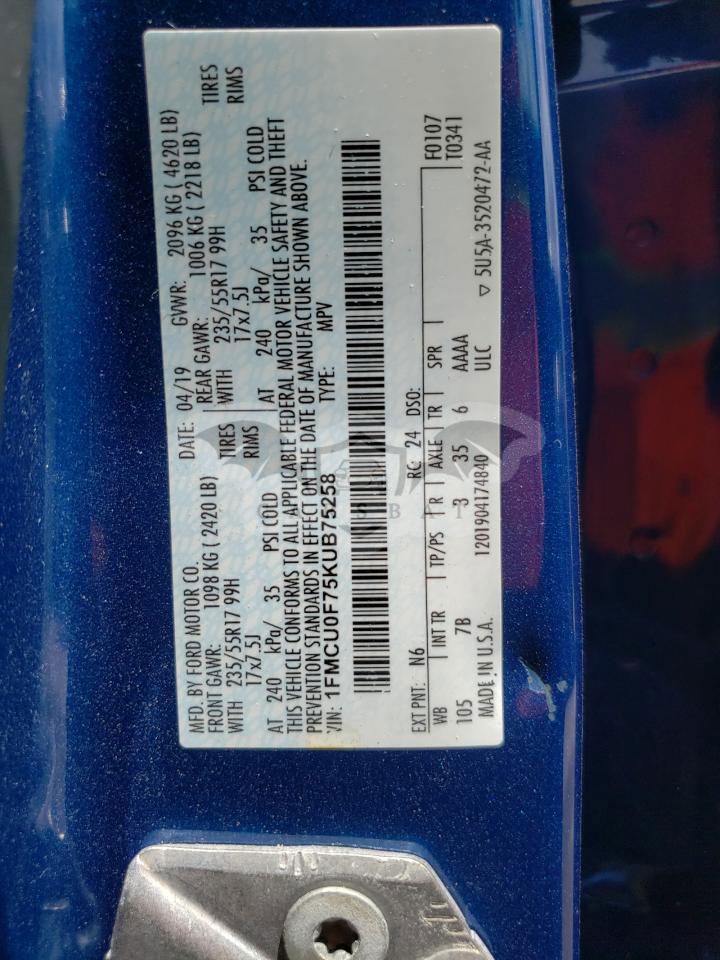 MFD. BY FORD MOTOR CO.
DATE: 04/19 GVWR: 2096 KG ( 4620 LB)
FRONT GAWR: 1098 KG ( 2420 LB) REAR GAWR: 1006 KG ( 2218 LB)
WITH 235/55R17 99H TIRES WITH 235/55R17 99H TIRES
17x7.5J RIMS 17x7.5J RIMS
AT 240 kPa/ 35 PSI COLD AT 240 kPa/ 35 PSI COLD
THIS VEHICLE CONFORMS TO ALL APPLICABLE FEDERAL MOTOR VEHICLE SAFETY AND THEFT
PREVENTION STANDARDS IN EFFECT ON THE DATE OF MANUFACTURE SHOWN ABOVE.
VIN: 1FMCU0F75KUB75258 TYPE: MPV
EXT PNT: N6 RC: 24 DSO: F0107
WB INT TR TP/PS R AXLE TR SPR T0341
105 7B 3 35 6 AAAA
MADE IN U.S.A. 1201904174840 ULC ▽ 5U5A-3520472-AA